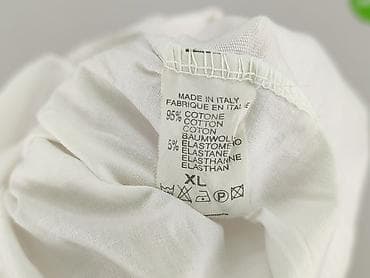 MADE IN ITALY
FABRIQUE EN ITALIE
95% COTONE
COTTON
COTON
BAUMWOLLE
5% ELASTOMERO
ELASTANE
ELASTHANNE
ELASTHAN
XL
P